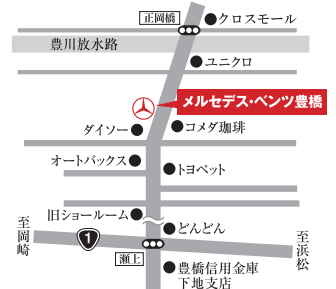 正岡橋
クロスモール
豊川放水路
ユニクロ
メルセデス・ベンツ豊橋
ダイソー
コメダ珈琲
オートバックス
トヨペット
旧ショールーム
どんどん
至岡崎
1
瀬上
至浜松
豊橋信用金庫
下地支店